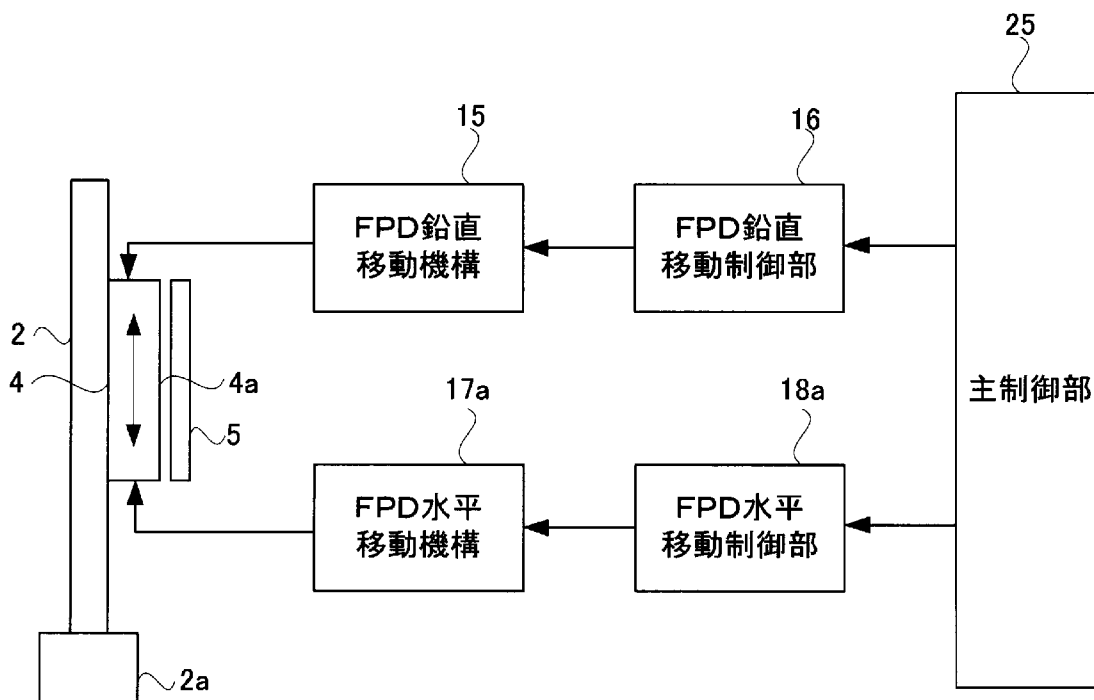 25
15
16
FPD鉛直
移動機構
FPD鉛直
移動制御部
2
4
4a
5
主制御部
17a
18a
FPD水平
移動機構
FPD水平
移動制御部
2a